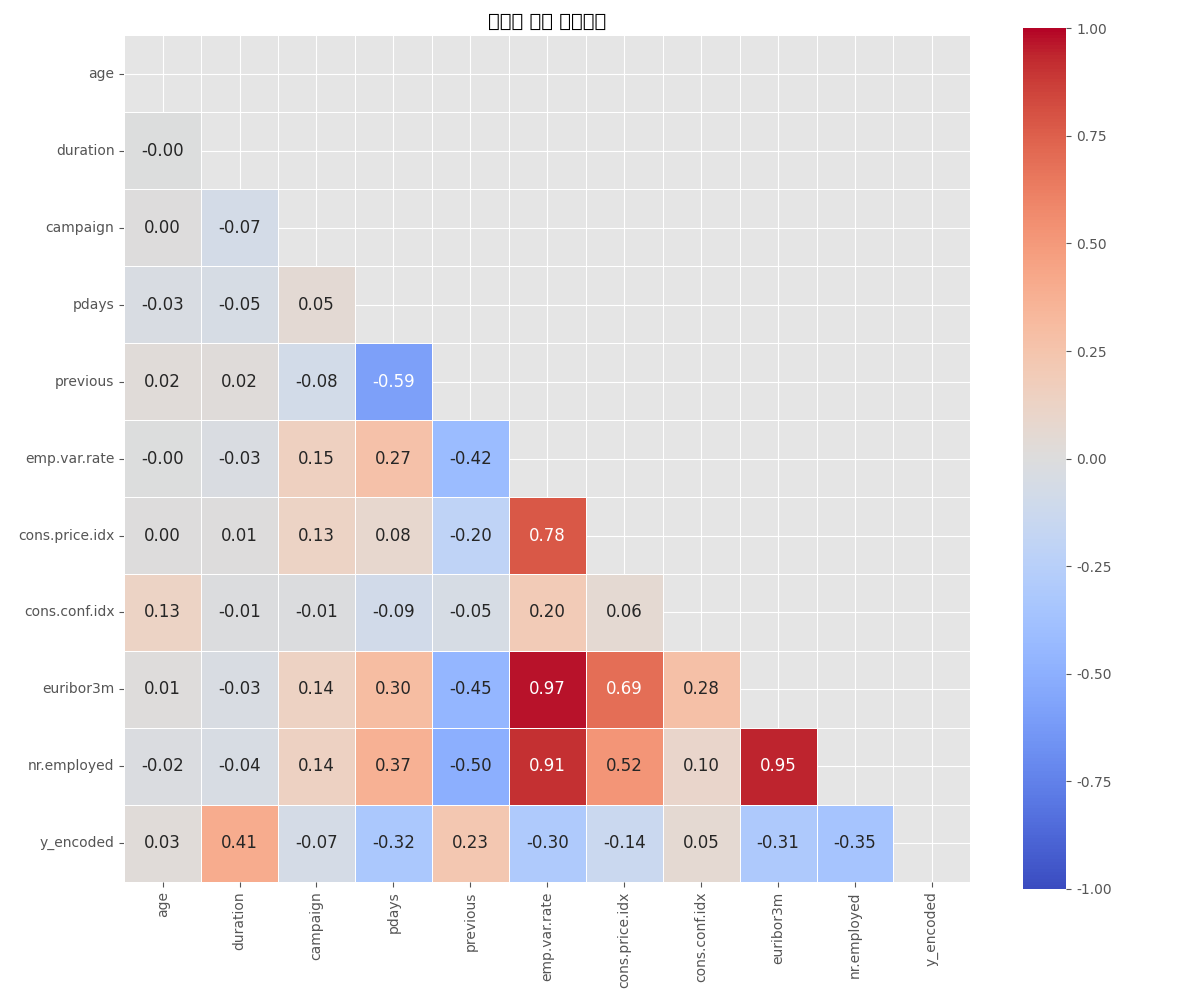 age
duration -0.00
campaign 0.00 -0.07
pdays -0.03 -0.05 0.05
previous 0.02 0.02 -0.08 -0.59
emp.var.rate -0.00 -0.03 0.15 0.27 -0.42
cons.price.idx 0.00 0.01 0.13 0.08 -0.20 0.78
cons.conf.idx 0.13 -0.01 -0.01 -0.09 -0.05 0.20 0.06
euribor3m 0.01 -0.03 0.14 0.30 -0.45 0.97 0.69 0.28
nr.employed -0.02 -0.04 0.14 0.37 -0.50 0.91 0.52 0.10 0.95
y_encoded 0.03 0.41 -0.07 -0.32 0.23 -0.30 -0.14 0.05 -0.31 -0.35
age duration campaign pdays previous emp.var.rate cons.price.idx cons.conf.idx euribor3m nr.employed y_encoded
1.00
0.75
0.50
0.25
0.00
-0.25
-0.50
-0.75
-1.00